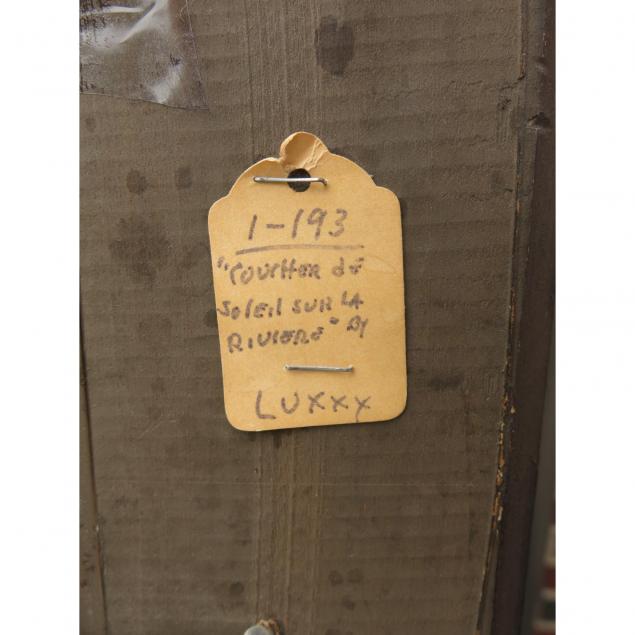 1-193
"COUCHER dE
SOLEIL SUR LA
RIVIERE" By
LUXXX